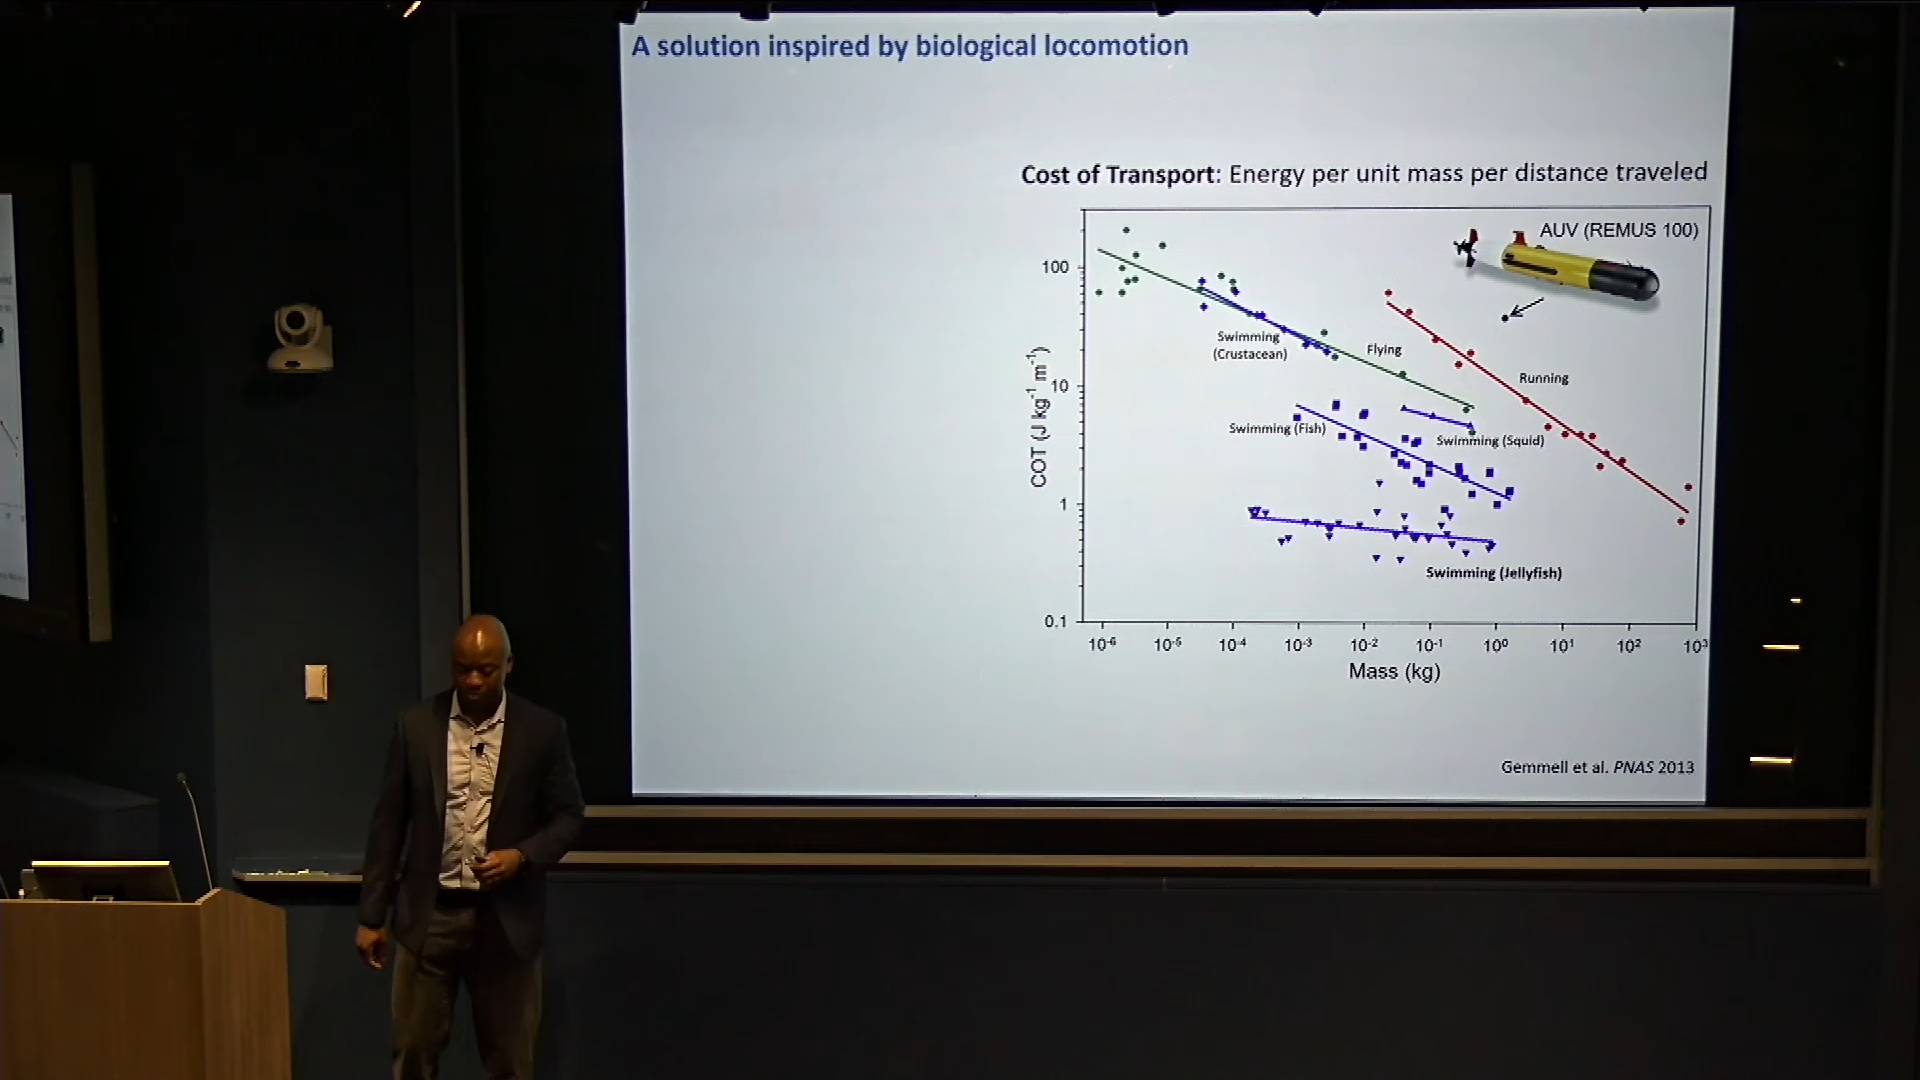 A solution inspired by biological locomotion
Cost of Transport: Energy per unit mass per distance traveled
AUV (REMUS 100)
100
10
1
0.1
COT (J kg⁻¹ m⁻¹)
Swimming
(Crustacean)
Flying
Running
Swimming (Fish)
Swimming (Squid)
Swimming (Jellyfish)
10⁻⁶ 10⁻⁵ 10⁻⁴ 10⁻³ 10⁻² 10⁻¹ 10⁰ 10¹ 10² 10³
Mass (kg)
Gemmell et al. PNAS 2013